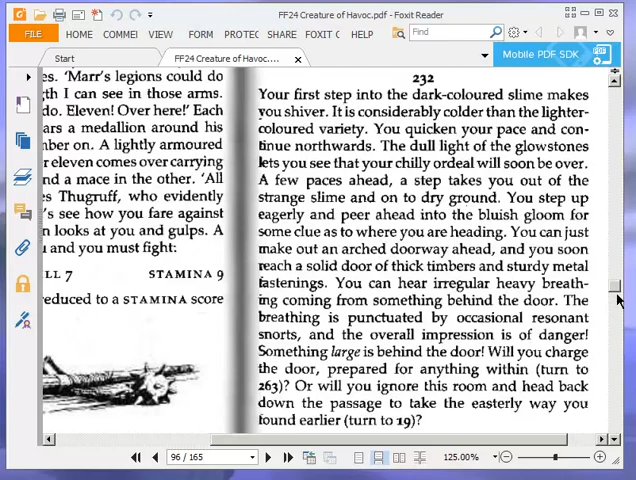 FF24 Creature of Havoc.pdf - Foxit Reader
FILE HOME COMMEI VIEW FORM PROTEC SHARE FOXIT C HELP Find
Start FF24 Creature of Havoc.pdf Mobile PDF SDK
es. 'Marr's legions could do
gth I can see in those arms.
do. Eleven! Over here!' Each
ars a medallion around his
mber on. A lightly armoured
r eleven comes over carrying
nd a mace in the other. 'All
es Thugruff, who evidently
's see how you fare against
n looks at you and gulps. A
u and you must fight:
LL 7 STAMINA 9
reduced to a STAMINA score
232
Your first step into the dark-coloured slime makes
you shiver. It is considerably colder than the lighter-
coloured variety. You quicken your pace and con-
tinue northwards. The dull light of the glowstones
lets you see that your chilly ordeal will soon be over.
A few paces ahead, a step takes you out of the
strange slime and on to dry ground. You step up
eagerly and peer ahead into the bluish gloom for
some clue as to where you are heading. You can just
make out an arched doorway ahead, and you soon
reach a solid door of thick timbers and sturdy metal
fastenings. You can hear irregular heavy breath-
ing coming from something behind the door. The
breathing is punctuated by occasional resonant
snorts, and the overall impression is of danger!
Something large is behind the door! Will you charge
the door, prepared for anything within (turn to
263)? Or will you ignore this room and head back
down the passage to take the easterly way you
found earlier (turn to 19)?
96 / 165 125.00%